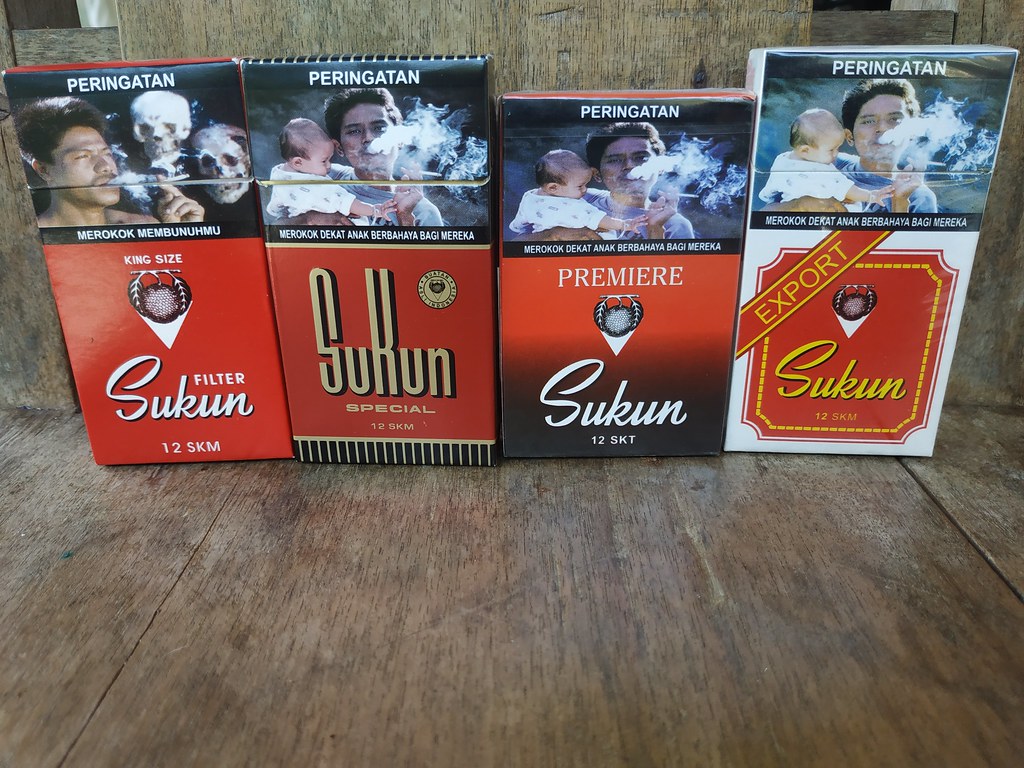 PERINGATAN
MEROKOK MEMBUNUHMU
KING SIZE
Sukun
FILTER
12 SKM
PERINGATAN
MEROKOK DEKAT ANAK BERBAHAYA BAGI MEREKA
BUATAN
INDONESIA
Sukun
SPECIAL
12 SKM
PERINGATAN
MEROKOK DEKAT ANAK BERBAHAYA BAGI MEREKA
PREMIERE
Sukun
12 SKT
PERINGATAN
MEROKOK DEKAT ANAK BERBAHAYA BAGI MEREKA
EXPORT
Sukun
12 SKM